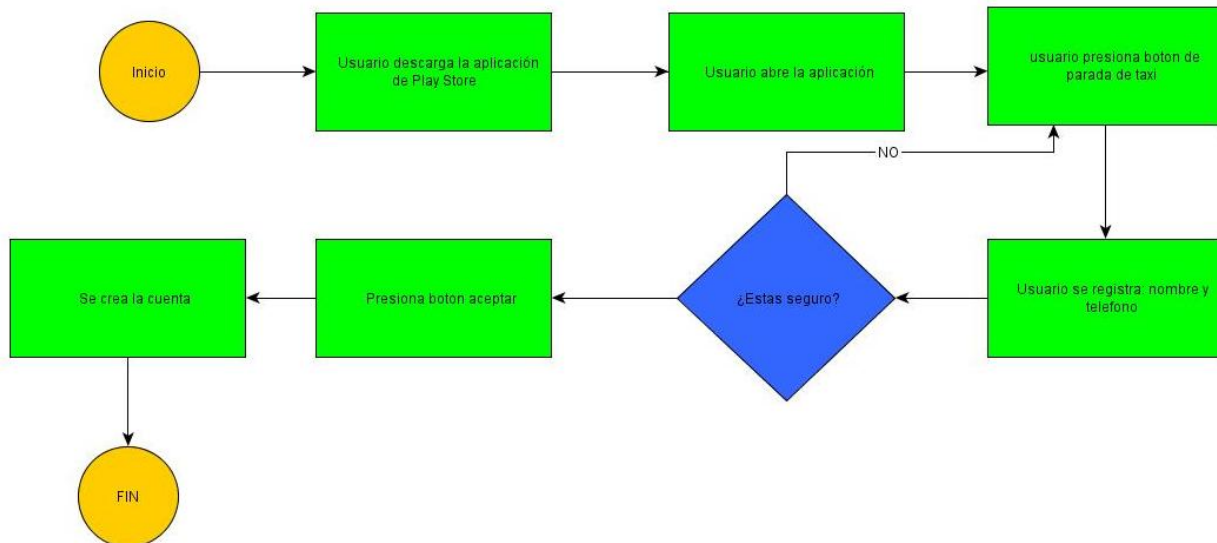 Inicio
Usuario descarga la aplicación
de Play Store
Usuario abre la aplicación
usuario presiona boton de
parada de taxi
NO
Usuario se registra: nombre y
telefono
¿Estas seguro?
Presiona boton aceptar
Se crea la cuenta
FIN